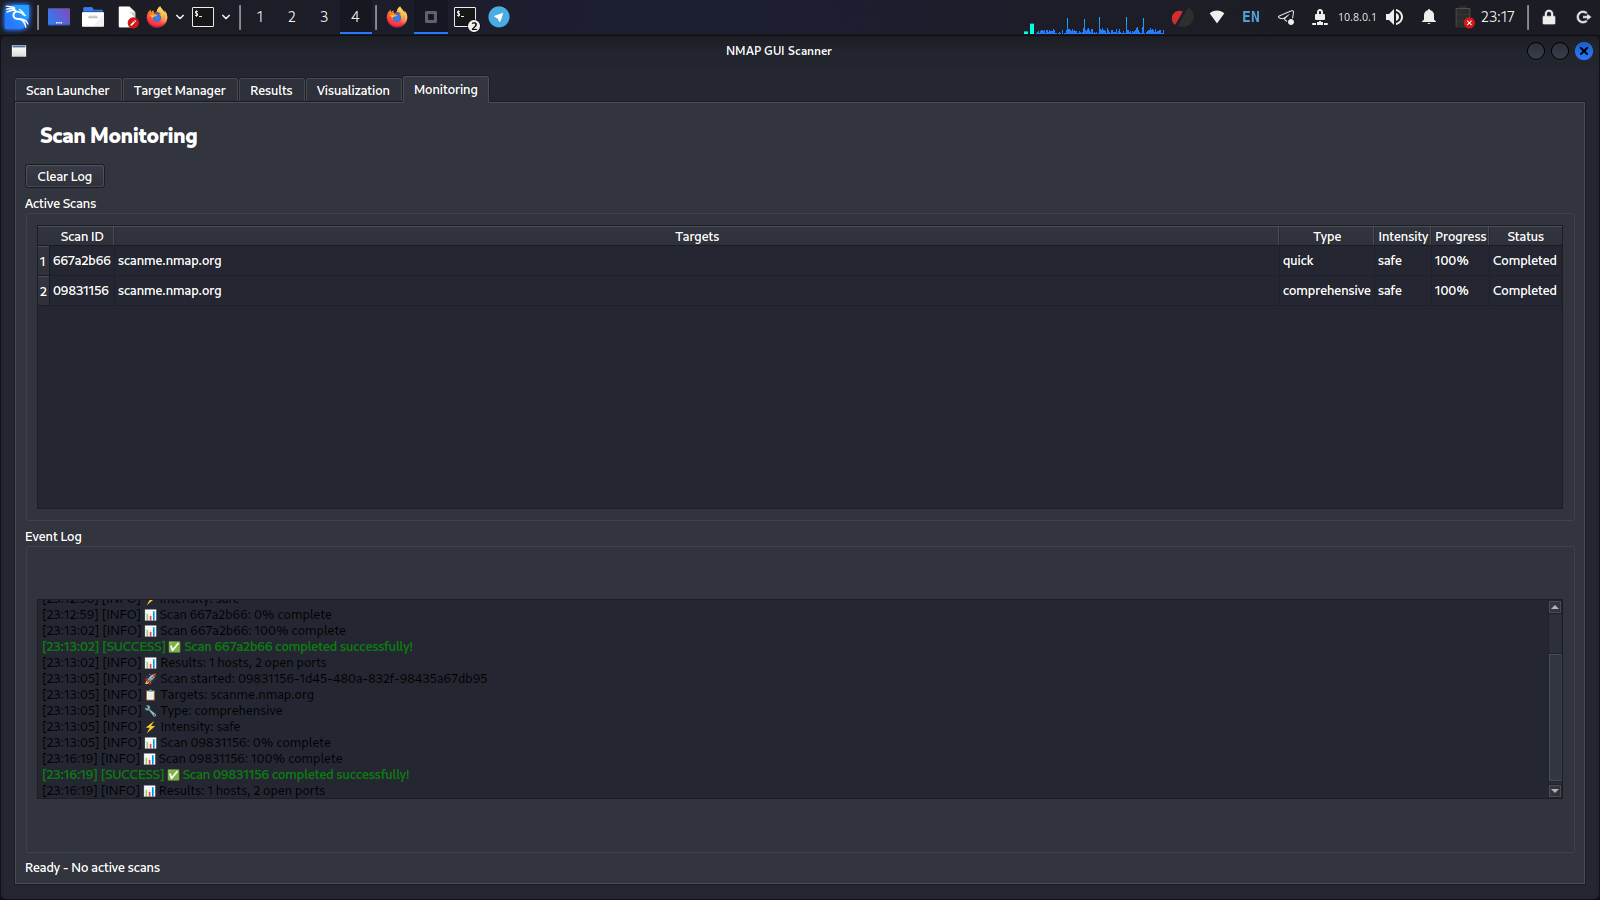 1 2 3 4 2 EN 10.8.0.1 23:17
NMAP GUI Scanner
Scan Launcher Target Manager Results Visualization Monitoring
Scan Monitoring
Clear Log
Active Scans
Scan ID Targets Type Intensity Progress Status
1 667a2b66 scanme.nmap.org quick safe 100% Completed
2 09831156 scanme.nmap.org comprehensive safe 100% Completed
Event Log
[23:12:58] [INFO] ⚡ Intensity: safe
[23:12:59] [INFO] 📊 Scan 667a2b66: 0% complete
[23:13:02] [INFO] 📊 Scan 667a2b66: 100% complete
[23:13:02] [SUCCESS] ✅ Scan 667a2b66 completed successfully!
[23:13:02] [INFO] 📊 Results: 1 hosts, 2 open ports
[23:13:05] [INFO] 🚀 Scan started: 09831156-1d45-480a-832f-98435a67db95
[23:13:05] [INFO] 📋 Targets: scanme.nmap.org
[23:13:05] [INFO] 🔧 Type: comprehensive
[23:13:05] [INFO] ⚡ Intensity: safe
[23:13:05] [INFO] 📊 Scan 09831156: 0% complete
[23:16:19] [INFO] 📊 Scan 09831156: 100% complete
[23:16:19] [SUCCESS] ✅ Scan 09831156 completed successfully!
[23:16:19] [INFO] 📊 Results: 1 hosts, 2 open ports
Ready - No active scans